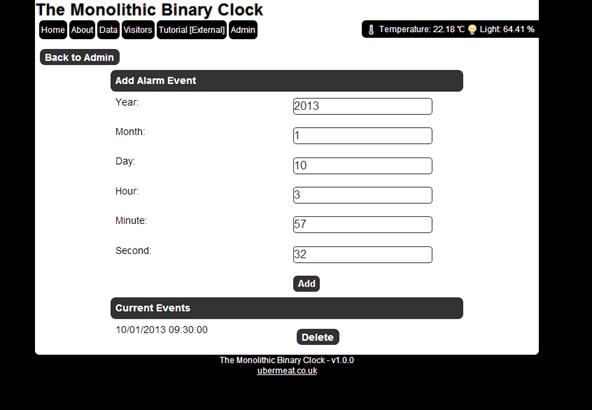 The Monolithic Binary Clock
Home About Data Visitors Tutorial [External] Admin
Temperature: 22.18 °C Light: 64.41 %
Back to Admin
Add Alarm Event
Year: 2013
Month: 1
Day: 10
Hour: 3
Minute: 57
Second: 32
Add
Current Events
10/01/2013 09:30:00 Delete
The Monolithic Binary Clock - v1.0.0
ubermeat.co.uk